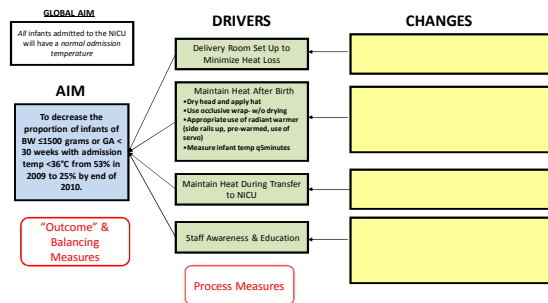 GLOBAL AIM
All infants admitted to the NICU
will have a normal admission
temperature
AIM
To decrease the
proportion of infants of
BW ≤1500 grams or GA <
30 weeks with admission
temp <36°C from 53% in
2009 to 25% by end of
2010.
"Outcome" &
Balancing
Measures
DRIVERS
Delivery Room Set Up to
Minimize Heat Loss
Maintain Heat After Birth
•Dry head and apply hat
•Use occlusive wrap- w/o drying
•Appropriate use of radiant warmer
(side rails up, pre-warmed, use of
servo)
•Measure infant temp q5minutes
Maintain Heat During Transfer
to NICU
Staff Awareness & Education
Process Measures
CHANGES